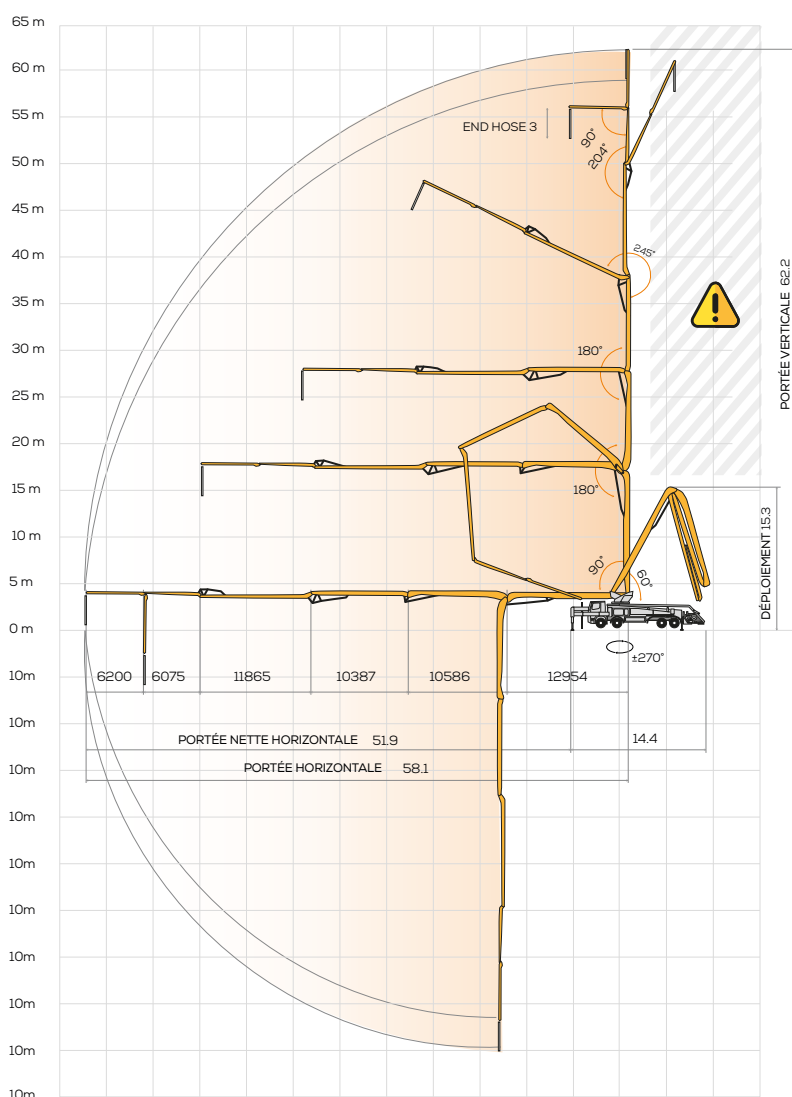 65 m
60 m
55 m
50 m
45 m
40 m
35 m
30 m
25 m
20 m
15 m
10 m
5 m
0 m
10m
10m
10m
10m
10m
10m
10m
10m
10m
10m
END HOSE 3
90°
204°
245°
180°
180°
90°
60°
±270°
PORTÉE VERTICALE 62.2
DÉPLOIEMENT 15.3
6200 6075 11865 10387 10586 12954
PORTÉE NETTE HORIZONTALE 51.9
14.4
PORTÉE HORIZONTALE 58.1